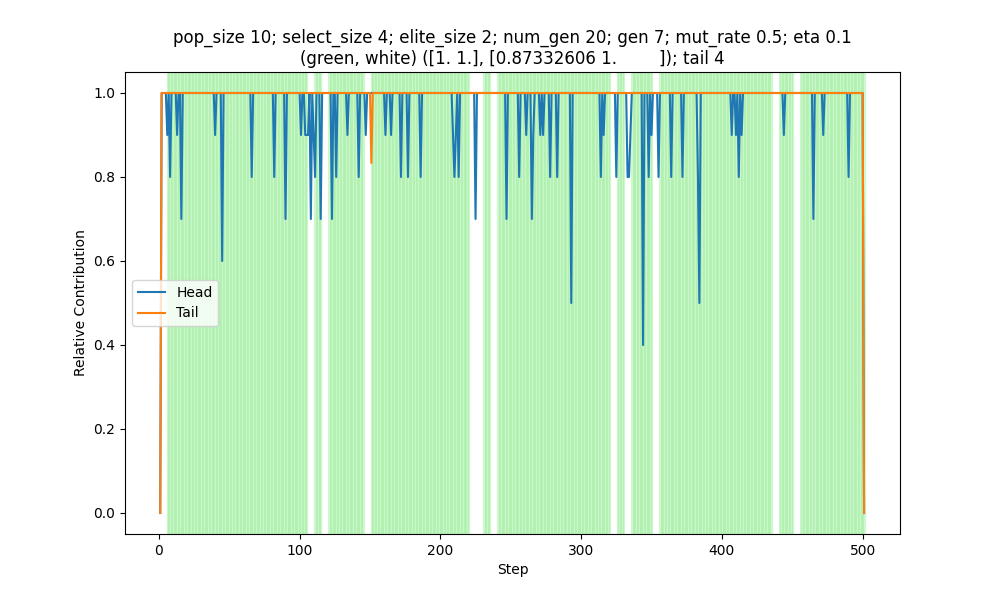 pop_size 10; select_size 4; elite_size 2; num_gen 20; gen 7; mut_rate 0.5; eta 0.1
(green, white) ([1. 1.], [0.87332606 1.         ]); tail 4
1.0
0.8
0.6
0.4
0.2
0.0
Relative Contribution
Head
Tail
0
100
200
300
400
500
Step